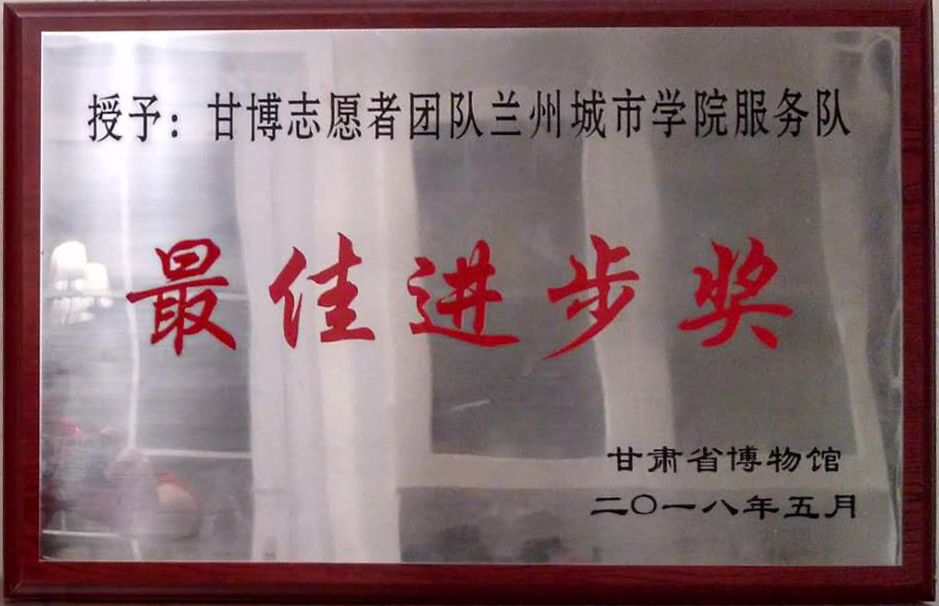 授予：甘博志愿者团队兰州城市学院服务队
最佳进步奖
甘肃省博物馆
二〇一八年五月